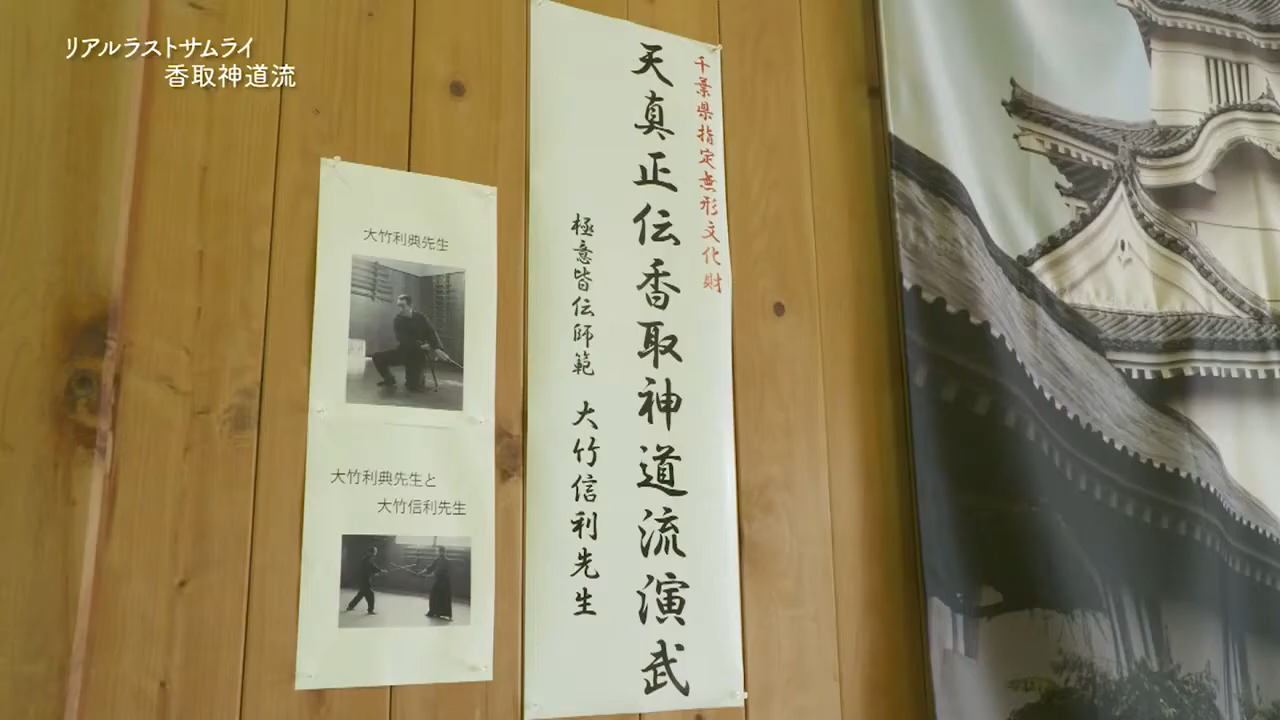 リアルラストサムライ
香取神道流
千葉県指定無形文化財
天真正伝香取神道流演武
極意皆伝師範 大竹信利先生
大竹利典先生
大竹利典先生と
大竹信利先生